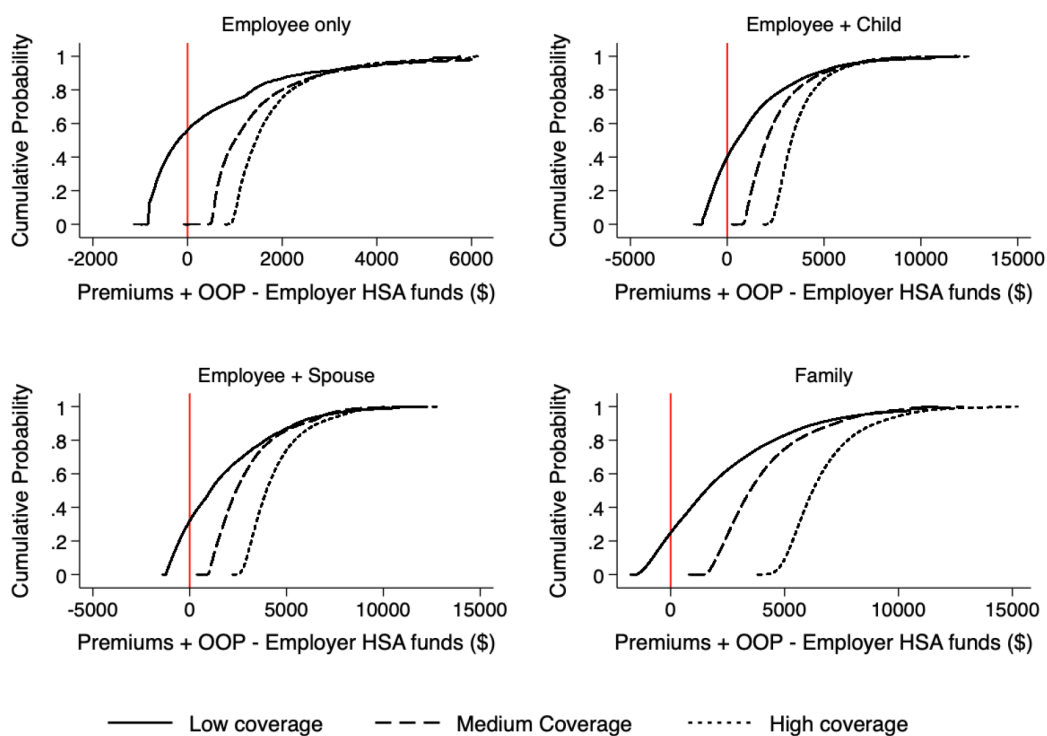 Employee only
Cumulative Probability
1
.8
.6
.4
.2
0
-2000 0 2000 4000 6000
Premiums + OOP - Employer HSA funds ($)
Employee + Child
Cumulative Probability
1
.8
.6
.4
.2
0
-5000 0 5000 10000 15000
Premiums + OOP - Employer HSA funds ($)
Employee + Spouse
Cumulative Probability
1
.8
.6
.4
.2
0
-5000 0 5000 10000 15000
Premiums + OOP - Employer HSA funds ($)
Family
Cumulative Probability
1
.8
.6
.4
.2
0
0 5000 10000 15000
Premiums + OOP - Employer HSA funds ($)
Low coverage Medium Coverage High coverage